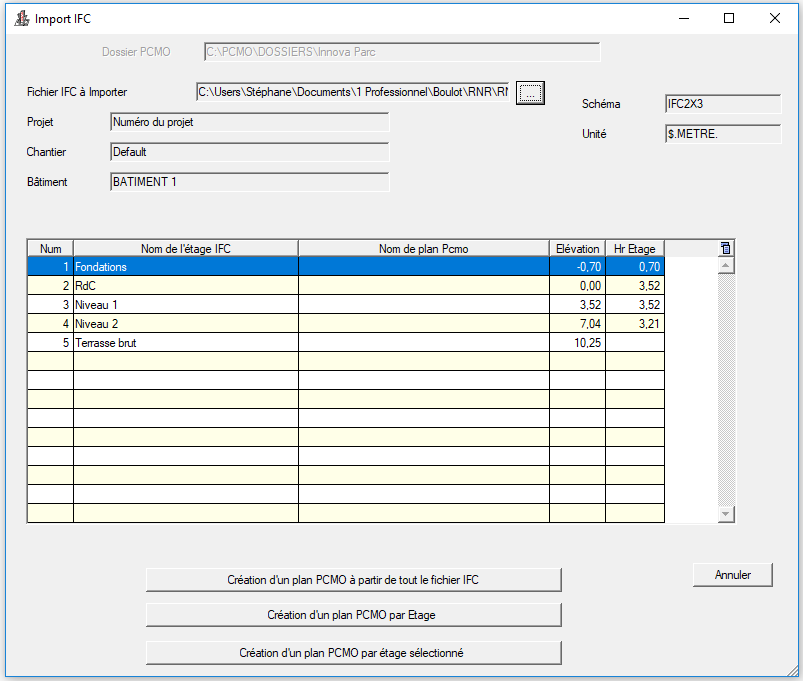 Import IFC
Dossier PCMO C:\PCMO\DOSSIERS\Innova Parc
Fichier IFC à Importer C:\Users\Stéphane\Documents\1 Professionnel\Boulot\RNR\ ...
Schéma IFC2X3
Projet Numéro du projet
Unité $.METRE.
Chantier Default
Bâtiment BATIMENT 1
Num Nom de l'étage IFC Nom de plan Pcmo Elévation Hr Etage
1 Fondations -0,70 0,70
2 RdC 0,00 3,52
3 Niveau 1 3,52 3,52
4 Niveau 2 7,04 3,21
5 Terrasse brut 10,25
Création d'un plan PCMO à partir de tout le fichier IFC
Annuler
Création d'un plan PCMO par Etage
Création d'un plan PCMO par étage sélectionné